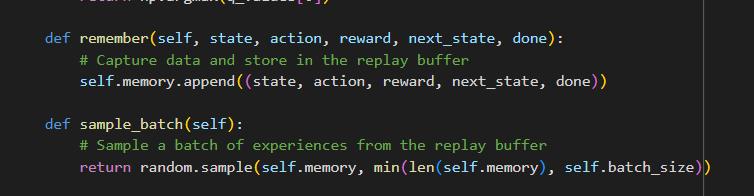 def remember(self, state, action, reward, next_state, done):
# Capture data and store in the replay buffer
self.memory.append((state, action, reward, next_state, done))
def sample_batch(self):
# Sample a batch of experiences from the replay buffer
return random.sample(self.memory, min(len(self.memory), self.batch_size))